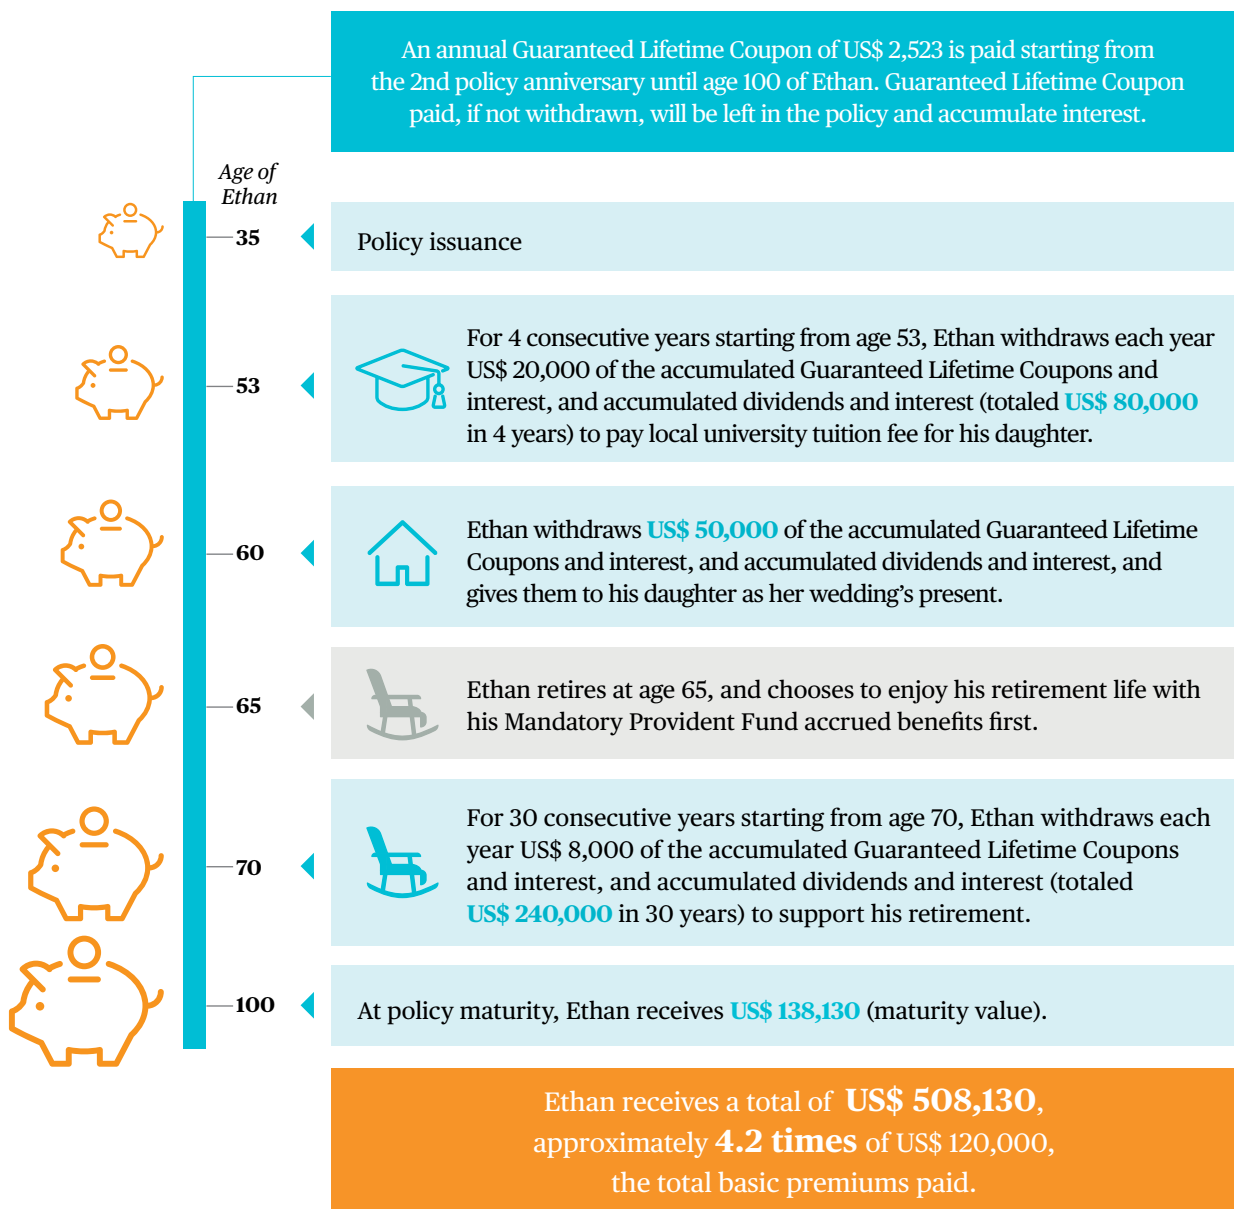 An annual Guaranteed Lifetime Coupon of US$ 2,523 is paid starting from
the 2nd policy anniversary until age 100 of Ethan. Guaranteed Lifetime Coupon
paid, if not withdrawn, will be left in the policy and accumulate interest.
Age of
Ethan
35
Policy issuance
53
For 4 consecutive years starting from age 53, Ethan withdraws each year
US$ 20,000 of the accumulated Guaranteed Lifetime Coupons and
interest, and accumulated dividends and interest (totaled US$ 80,000
in 4 years) to pay local university tuition fee for his daughter.
60
Ethan withdraws US$ 50,000 of the accumulated Guaranteed Lifetime
Coupons and interest, and accumulated dividends and interest, and
gives them to his daughter as her wedding's present.
65
Ethan retires at age 65, and chooses to enjoy his retirement life with
his Mandatory Provident Fund accrued benefits first.
70
For 30 consecutive years starting from age 70, Ethan withdraws each
year US$ 8,000 of the accumulated Guaranteed Lifetime Coupons
and interest, and accumulated dividends and interest (totaled
US$ 240,000 in 30 years) to support his retirement.
100
At policy maturity, Ethan receives US$ 138,130 (maturity value).
Ethan receives a total of US$ 508,130,
approximately 4.2 times of US$ 120,000,
the total basic premiums paid.